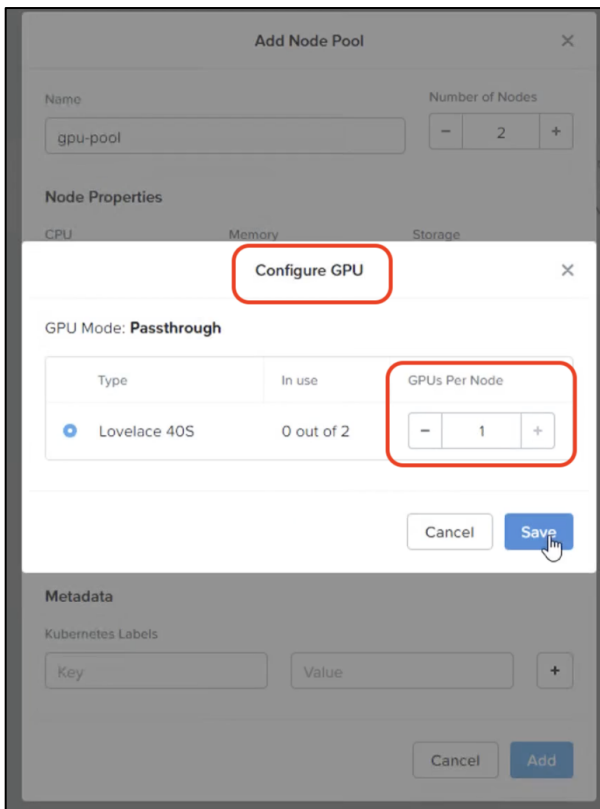 Add Node Pool
Name
Number of Nodes
gpu-pool
2
Node Properties
CPU Memory Storage
Configure GPU
GPU Mode: Passthrough
Type In use GPUs Per Node
Lovelace 40S 0 out of 2 − 1 +
Cancel Save
Metadata
Kubernetes Labels
Key Value +
Cancel Add